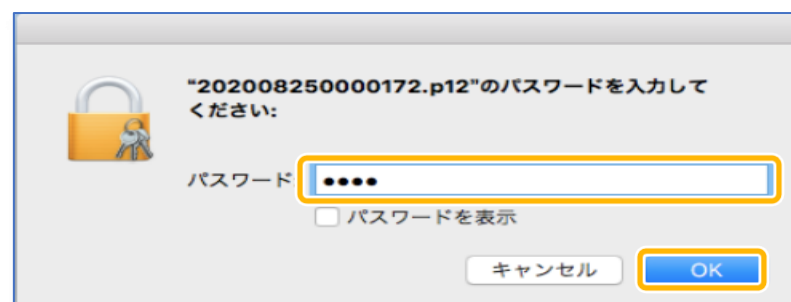 "202008250000172.p12"のパスワードを入力して
ください:
パスワード ••••
パスワードを表示
キャンセル OK